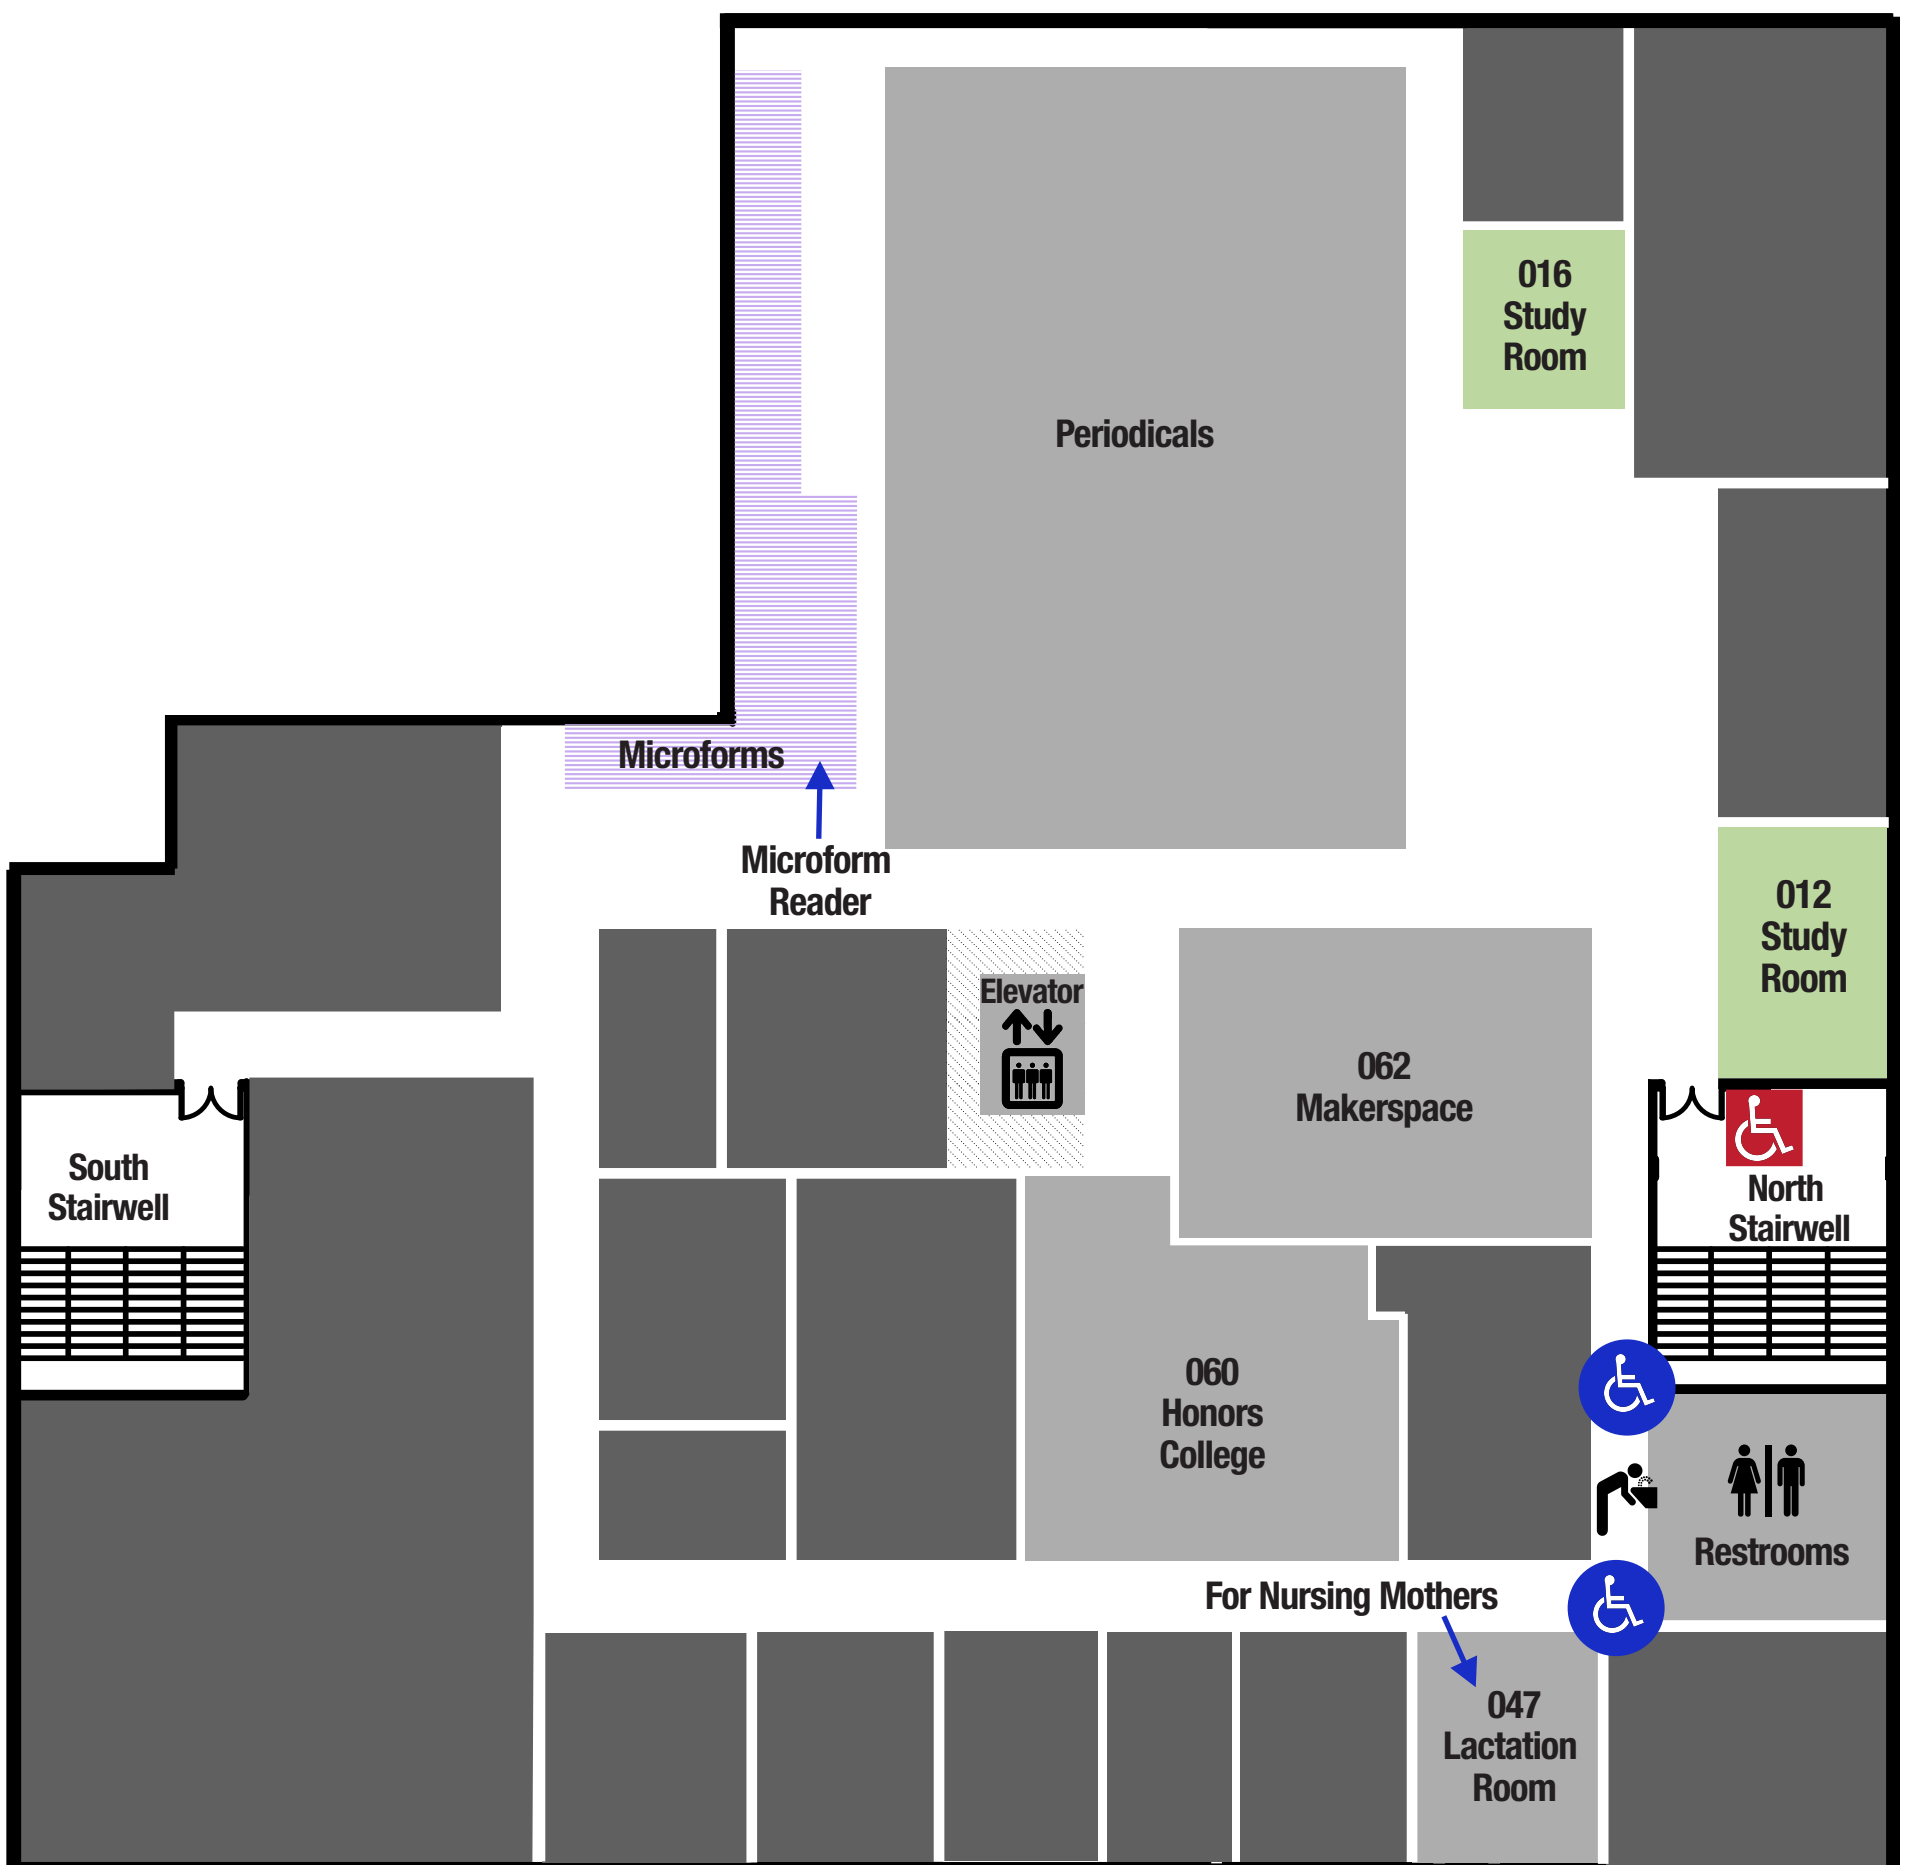 016
Study
Room
Periodicals
Microforms
Microform
Reader
012
Study
Room
Elevator
062
Makerspace
South
Stairwell
North
Stairwell
060
Honors
College
Restrooms
For Nursing Mothers
047
Lactation
Room